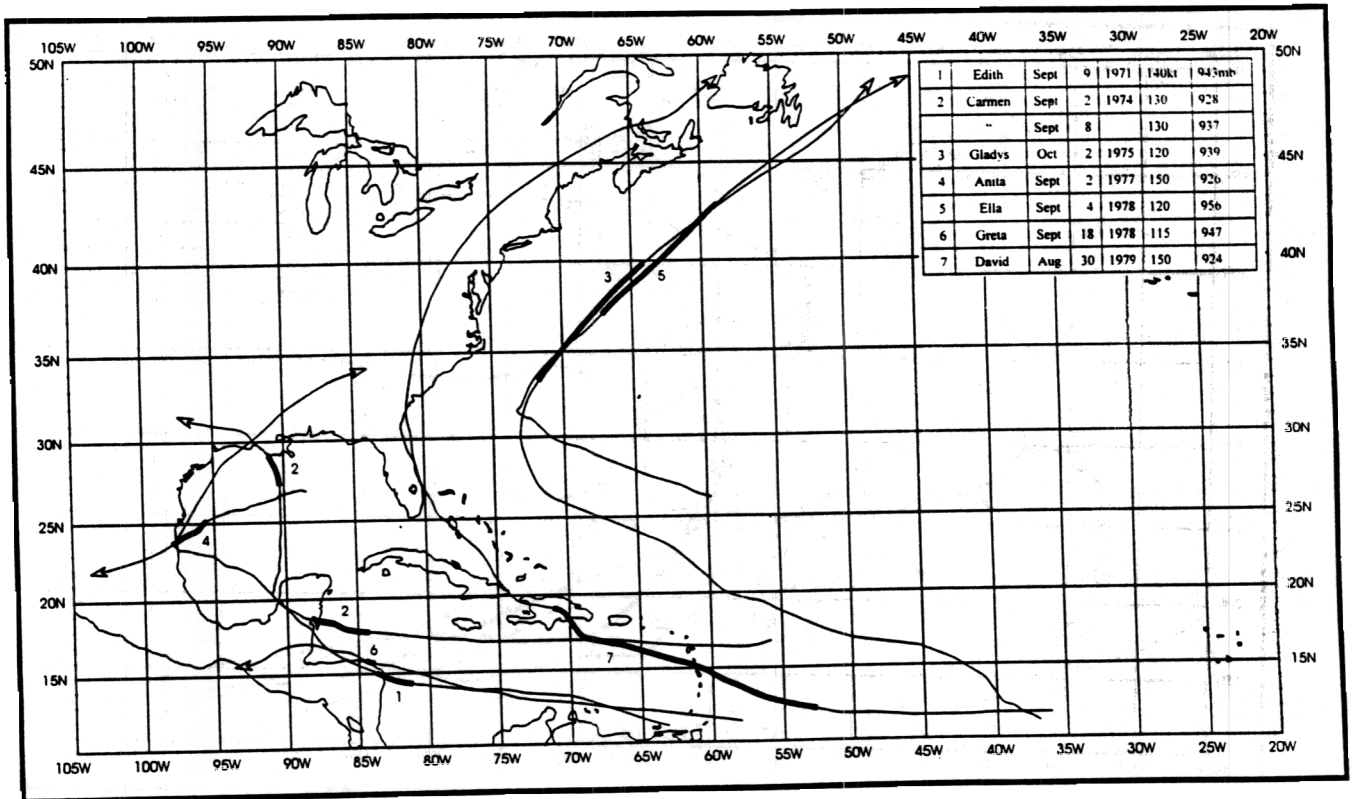 105W 100W 95W 90W 85W 80W 75W 70W 65W 60W 55W 50W 45W 40W 35W 30W 25W 20W
50N 50N
1 Edith Sept 9 1971 140kt 943mb
2 Carmen Sept 2 1974 130 928
" Sept 8 130 937
3 Gladys Oct 2 1975 120 939
4 Anita Sept 2 1977 150 926
5 Ella Sept 4 1978 120 956
6 Greta Sept 18 1978 115 947
7 David Aug 30 1979 150 924
45N 45N
40N 40N
3 5
35N 35N
30N 30N
2
25N 25N
4
20N 20N
2
6 7
15N 15N
1
105W 100W 95W 90W 85W 80W 75W 70W 65W 60W 55W 50W 45W 40W 35W 30W 25W 20W